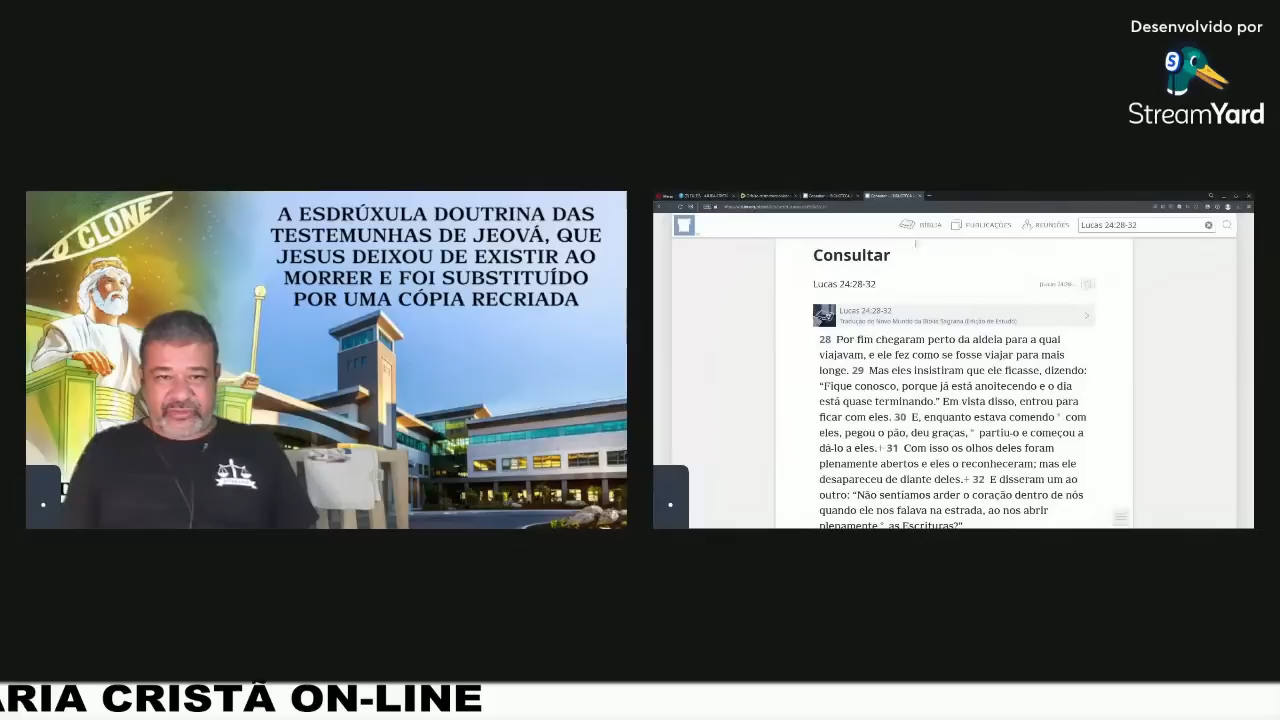 Desenvolvido por
StreamYard
O CLONE
A ESDRÚXULA DOUTRINA DAS
TESTEMUNHAS DE JEOVÁ, QUE
JESUS DEIXOU DE EXISTIR AO
MORRER E FOI SUBSTITUÍDO
POR UMA CÓPIA RECRIADA
BÍBLIA
PUBLICAÇÕES
REUNIÕES
Lucas 24:28-32
Consultar
Lucas 24:28-32
Lucas 24:28-32
Tradução do Novo Mundo da Bíblia Sagrada (Edição de Estudo)
28 Por fim chegaram perto da aldeia para a qual
viajavam, e ele fez como se fosse viajar para mais
longe. 29 Mas eles insistiram que ele ficasse, dizendo:
“Fique conosco, porque já está anoitecendo e o dia
está quase terminando.” Em vista disso, entrou para
ficar com eles. 30 E, enquanto estava comendo * com
eles, pegou o pão, deu graças, * partiu-o e começou a
dá-lo a eles.+ 31 Com isso os olhos deles foram
plenamente abertos e eles o reconheceram; mas ele
desapareceu de diante deles.+ 32 E disseram um ao
outro: “Não sentíamos arder o coração dentro de nós
quando ele nos falava na estrada, ao nos abrir
plenamente * as Escrituras?”
ARIA CRISTÃ ON-LINE